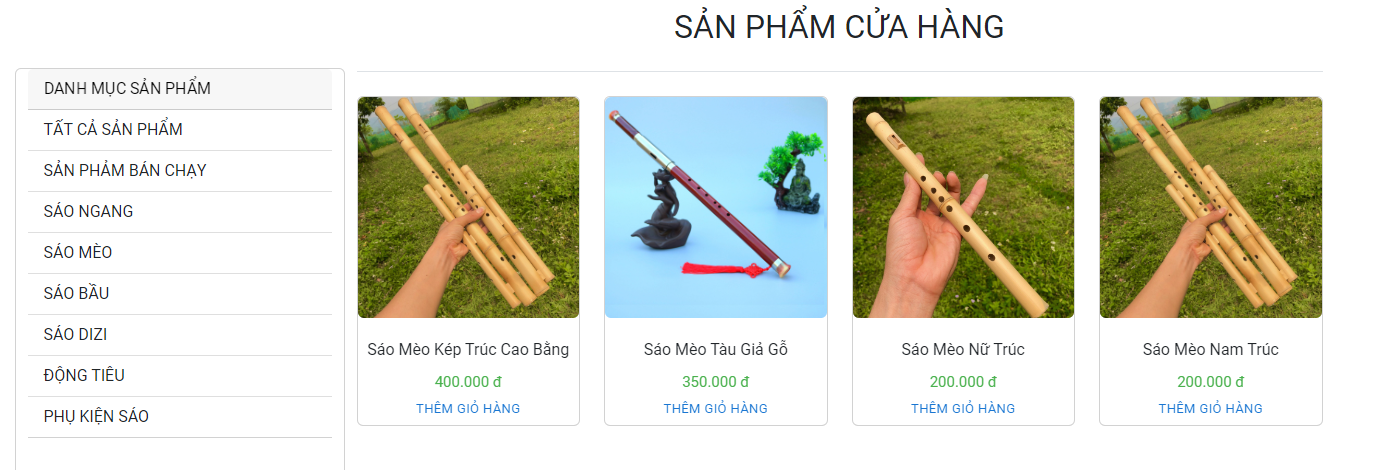 SẢN PHẨM CỬA HÀNG
DANH MỤC SẢN PHẨM
TẤT CẢ SẢN PHẨM
SẢN PHẢM BÁN CHẠY
SÁO NGANG
SÁO MÈO
SÁO BẦU
SÁO DIZI
ĐỘNG TIÊU
PHỤ KIỆN SÁO
Sáo Mèo Kép Trúc Cao Bằng
400.000 đ
THÊM GIỎ HÀNG
Sáo Mèo Tàu Giả Gỗ
350.000 đ
THÊM GIỎ HÀNG
Sáo Mèo Nữ Trúc
200.000 đ
THÊM GIỎ HÀNG
Sáo Mèo Nam Trúc
200.000 đ
THÊM GIỎ HÀNG